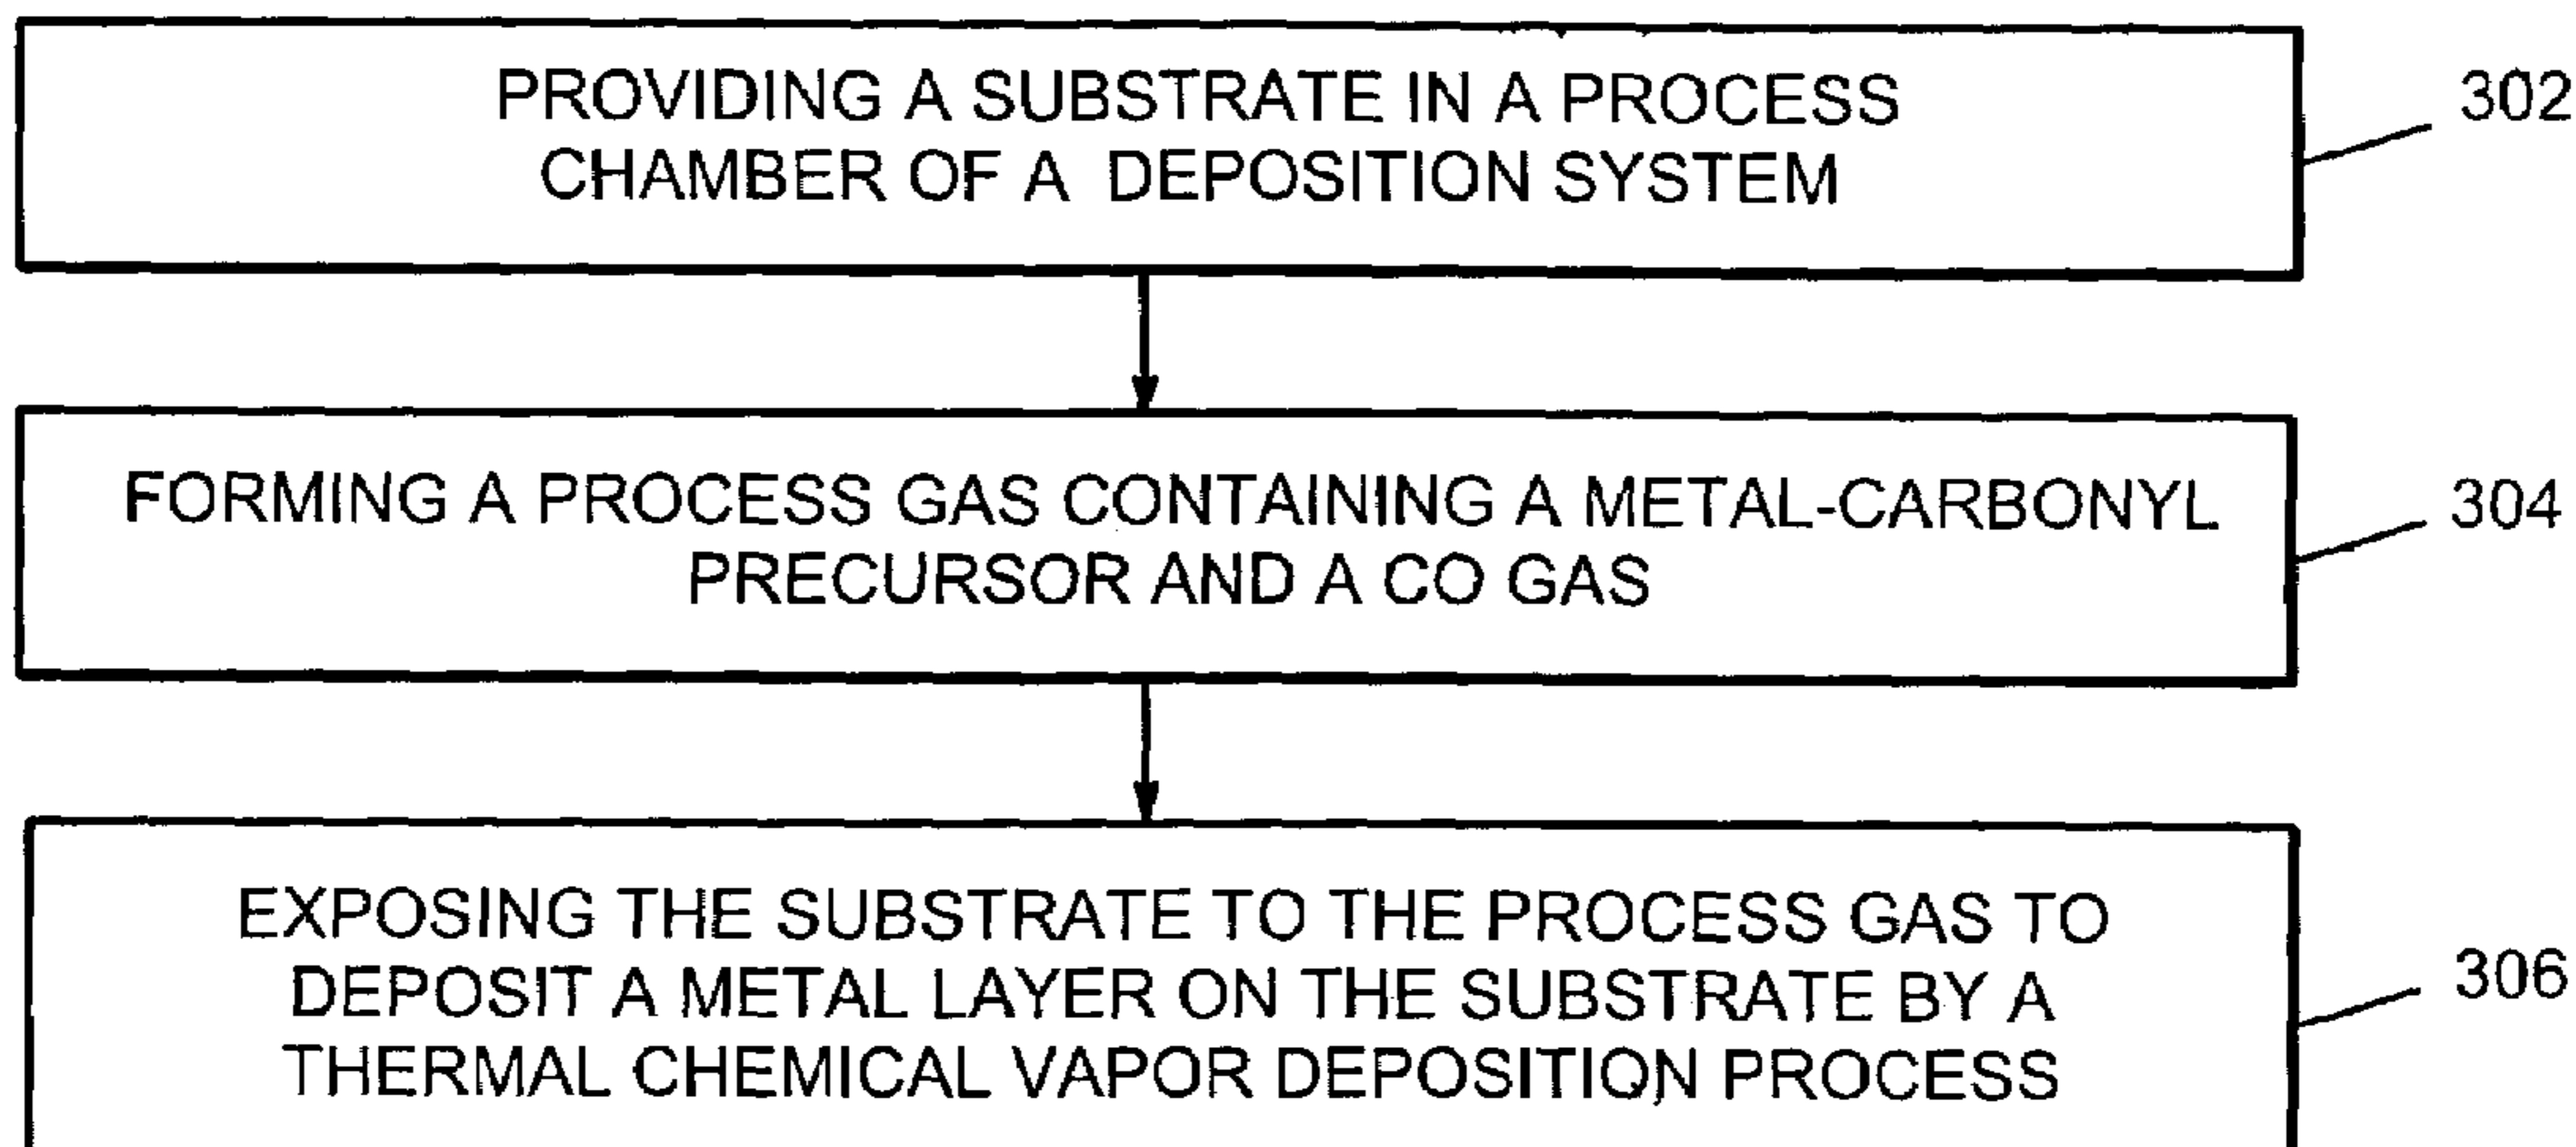 PROVIDING A SUBSTRATE IN A PROCESS
302
CHAMBER OF A DEPOSITION SYSTEM
FORMING A PROCESS GAS CONTAINING A METAL-CARBONYL
304
PRECURSOR AND A CO GAS
EXPOSING THE SUBSTRATE TO THE PROCESS GAS TO
DEPOSIT A METAL LAYER ON THE SUBSTRATE BY A
306
THERMAL CHEMICAL VAPOR DEPOSITION PROCESS